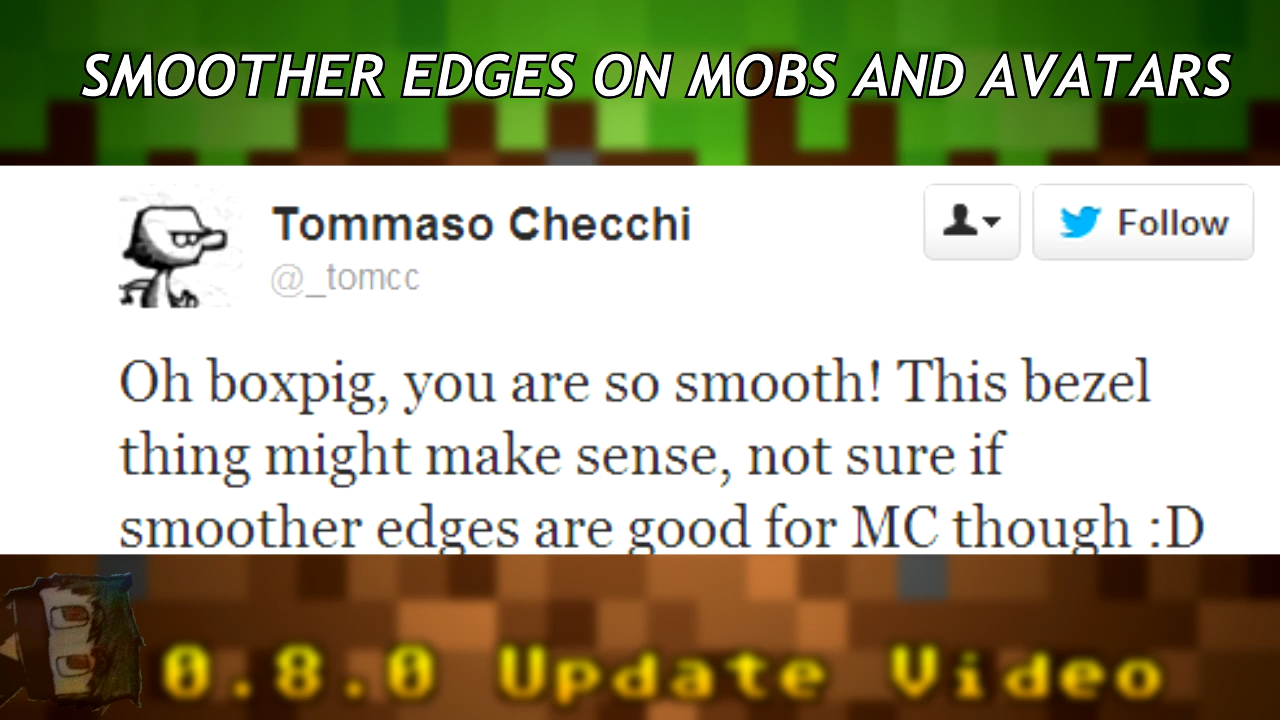 SMOOTHER EDGES ON MOBS AND AVATARS
Tommaso Checchi
@_tomcc
Follow
Oh boxpig, you are so smooth! This bezel
thing might make sense, not sure if
smoother edges are good for MC though :D
0.8.0 Update Video